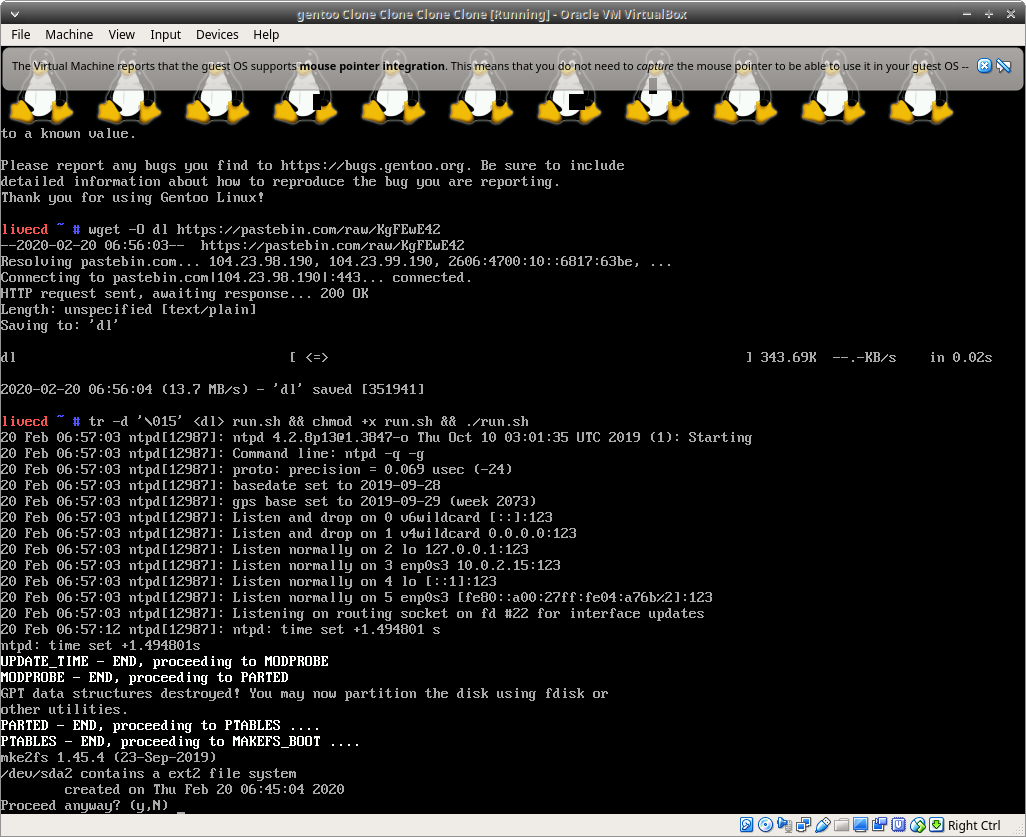 gentoo Clone Clone Clone Clone [Running] - Oracle VM VirtualBox
File Machine View Input Devices Help
The Virtual Machine reports that the guest OS supports mouse pointer integration. This means that you do not need to capture the mouse pointer to be able to use it in your guest OS --
to a known value.
Please report any bugs you find to https://bugs.gentoo.org. Be sure to include
detailed information about how to reproduce the bug you are reporting.
Thank you for using Gentoo Linux!
livecd ~ # wget -O dl https://pastebin.com/raw/KgFEwE42
--2020-02-20 06:56:03--  https://pastebin.com/raw/KgFEwE42
Resolving pastebin.com... 104.23.98.190, 104.23.99.190, 2606:4700:10::6817:63be, ...
Connecting to pastebin.com|104.23.98.190|:443... connected.
HTTP request sent, awaiting response... 200 OK
Length: unspecified [text/plain]
Saving to: 'dl'
dl [ <=> ] 343.69K --.-KB/s in 0.02s
2020-02-20 06:56:04 (13.7 MB/s) - 'dl' saved [351941]
livecd ~ # tr -d '\015' <dl> run.sh && chmod +x run.sh && ./run.sh
20 Feb 06:57:03 ntpd[12987]: ntpd 4.2.8p13@1.3847-o Thu Oct 10 03:01:35 UTC 2019 (1): Starting
20 Feb 06:57:03 ntpd[12987]: Command line: ntpd -q -g
20 Feb 06:57:03 ntpd[12987]: proto: precision = 0.069 usec (-24)
20 Feb 06:57:03 ntpd[12987]: basedate set to 2019-09-28
20 Feb 06:57:03 ntpd[12987]: gps base set to 2019-09-29 (week 2073)
20 Feb 06:57:03 ntpd[12987]: Listen and drop on 0 v6wildcard [::]:123
20 Feb 06:57:03 ntpd[12987]: Listen and drop on 1 v4wildcard 0.0.0.0:123
20 Feb 06:57:03 ntpd[12987]: Listen normally on 2 lo 127.0.0.1:123
20 Feb 06:57:03 ntpd[12987]: Listen normally on 3 enp0s3 10.0.2.15:123
20 Feb 06:57:03 ntpd[12987]: Listen normally on 4 lo [::1]:123
20 Feb 06:57:03 ntpd[12987]: Listen normally on 5 enp0s3 [fe80::a00:27ff:fe04:a76b%2]:123
20 Feb 06:57:03 ntpd[12987]: Listening on routing socket on fd #22 for interface updates
20 Feb 06:57:12 ntpd[12987]: ntpd: time set +1.494801 s
ntpd: time set +1.494801s
UPDATE_TIME - END, proceeding to MODPROBE
MODPROBE - END, proceeding to PARTED
GPT data structures destroyed! You may now partition the disk using fdisk or
other utilities.
PARTED - END, proceeding to PTABLES ....
PTABLES - END, proceeding to MAKEFS_BOOT ....
mke2fs 1.45.4 (23-Sep-2019)
/dev/sda2 contains a ext2 file system
created on Thu Feb 20 06:45:04 2020
Proceed anyway? (y,N) _
Right Ctrl